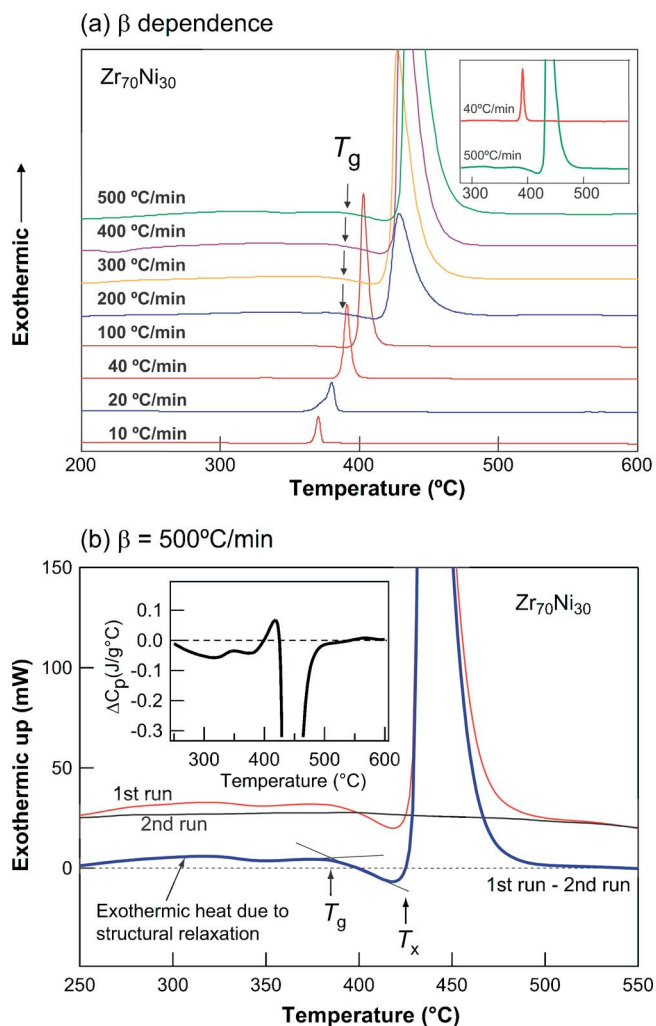 (a) β dependence
Zr70Ni30
Tg
500 ºC/min
400 ºC/min
300 ºC/min
200 ºC/min
100 ºC/min
40 ºC/min
20 ºC/min
10 ºC/min
Exothermic
200 300 400 500 600
Temperature (ºC)
40ºC/min
500ºC/min
300 400 500
(b) β = 500ºC/min
150
100
50
0
Exothermic up (mW)
Zr70Ni30
0.1
0.0
-0.1
-0.2
-0.3
ΔCp(J/g°C)
300 400 500 600
Temperature (°C)
1st run
2nd run
1st run - 2nd run
Exothermic heat due to
structural relaxation
Tg
Tx
250 300 350 400 450 500 550
Temperature (°C)